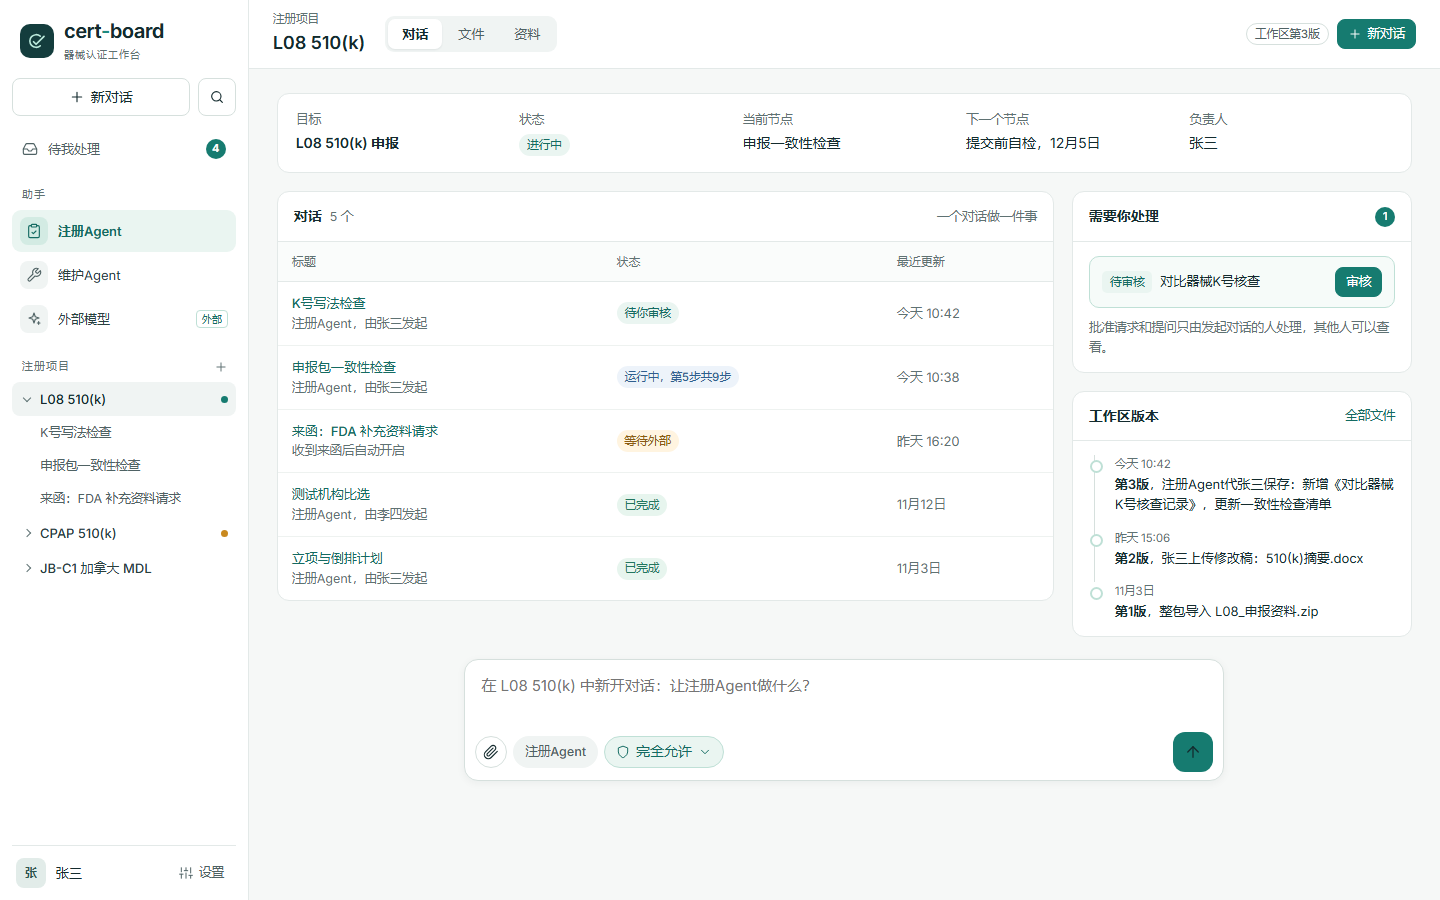 cert-board
器械认证工作台
新对话
待我处理
4
助手
注册Agent
维护Agent
外部模型
外部
注册项目
L08 510(k)
K号写法检查
申报包一致性检查
来函：FDA 补充资料请求
CPAP 510(k)
JB-C1 加拿大 MDL
张
张三
设置
注册项目
L08 510(k)
对话
文件
资料
工作区第3版
新对话
目标
L08 510(k) 申报
状态
进行中
当前节点
申报一致性检查
下一个节点
提交前自检，12月5日
负责人
张三
对话 5 个
一个对话做一件事
标题
状态
最近更新
K号写法检查
注册Agent，由张三发起
待你审核
今天 10:42
申报包一致性检查
注册Agent，由张三发起
运行中，第5步共9步
今天 10:38
来函：FDA 补充资料请求
收到来函后自动开启
等待外部
昨天 16:20
测试机构比选
注册Agent，由李四发起
已完成
11月12日
立项与倒排计划
注册Agent，由张三发起
已完成
11月3日
需要你处理
1
待审核
对比器械K号核查
审核
批准请求和提问只由发起对话的人处理，其他人可以查
看。
工作区版本
全部文件
今天 10:42
第3版，注册Agent代张三保存：新增《对比器械
K号核查记录》，更新一致性检查清单
昨天 15:06
第2版，张三上传修改稿：510(k)摘要.docx
11月3日
第1版，整包导入 L08_申报资料.zip
在 L08 510(k) 中新开对话：让注册Agent做什么？
注册Agent
完全允许